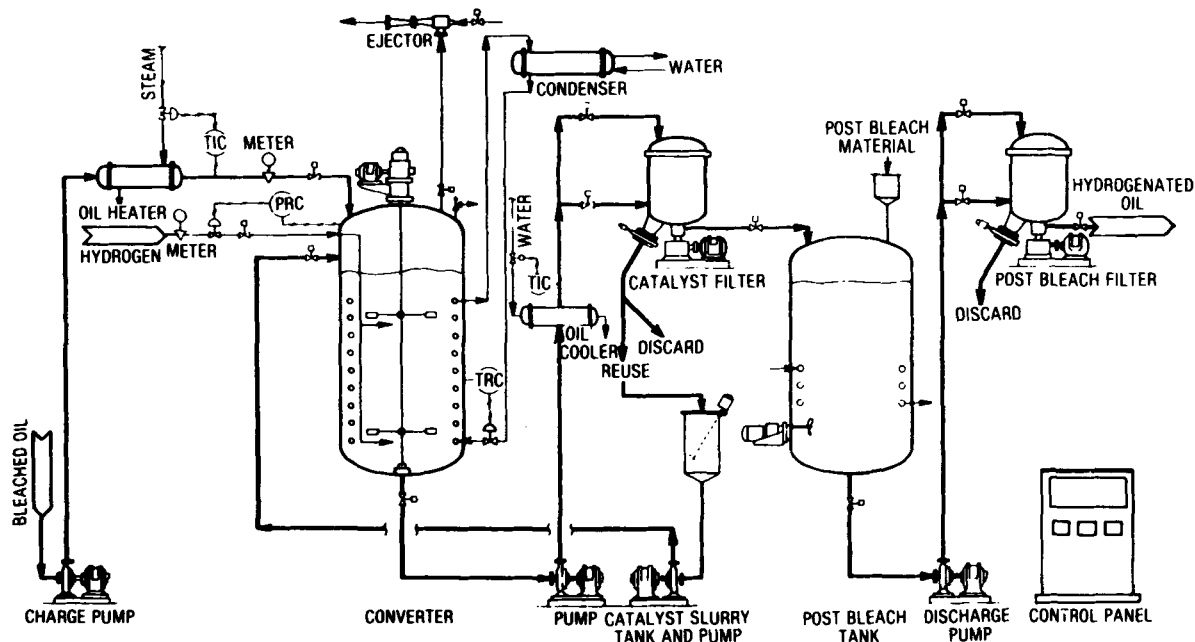 EJECTOR
STEAM
WATER
CONDENSER
TIC
METER
POST BLEACH
MATERIAL
OIL HEATER
PRC
HYDROGEN
METER
WATER
TIC
CATALYST FILTER
HYDROGENATED
OIL
POST BLEACH FILTER
DISCARD
OIL
COOLER
DISCARD
REUSE
TRC
BLEACHED OIL
CHARGE PUMP
CONVERTER
PUMP
CATALYST SLURRY
TANK AND PUMP
POST BLEACH
TANK
DISCHARGE
PUMP
CONTROL PANEL